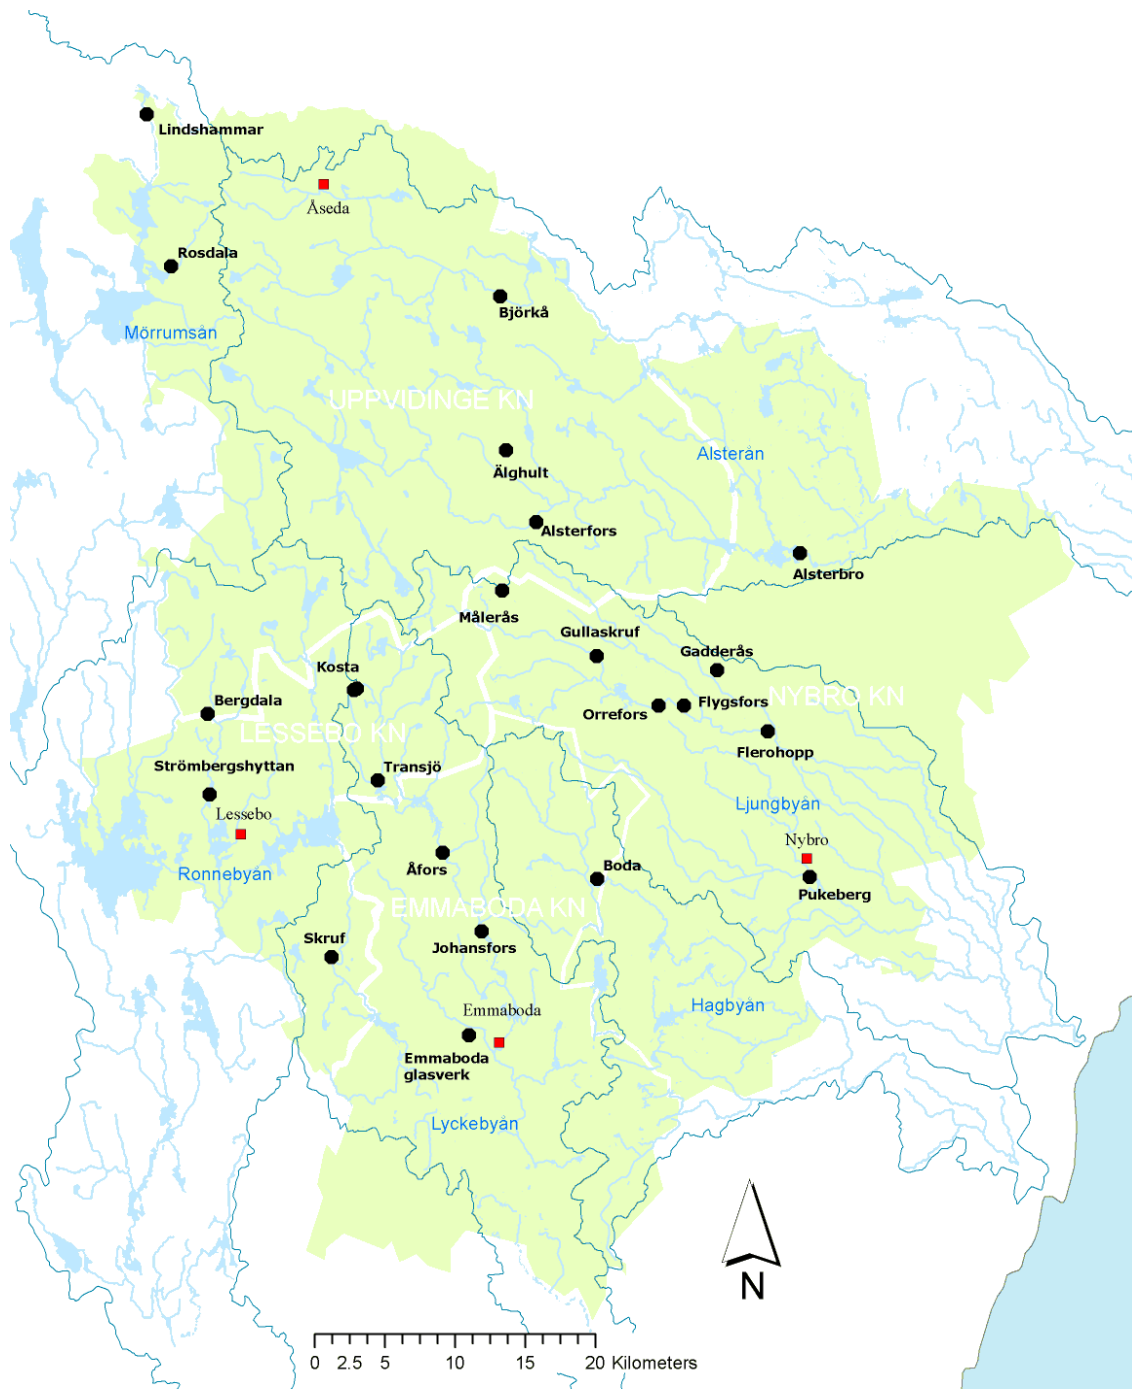 Lindshammar
Åseda
Rosdala
Björkå
Mörrumsån
UPPVIDINGE KN
Alsterån
Älghult
Alsterfors
Alsterbro
Målerås
Gullaskruf
Gadderås
Kosta
Bergdala
Orrefors
Flygsfors
NYBRO KN
LESSEBO KN
Flerohopp
Strömbergshyttan
Transjö
Lessebo
Ljungbyån
Nybro
Ronnebyån
Åfors
Boda
Pukeberg
EMMABODA KN
Skruf
Johansfors
Emmaboda
Hagbyån
Emmaboda
glasverk
Lyckebyån
N
0 2.5 5 10 15 20 Kilometers